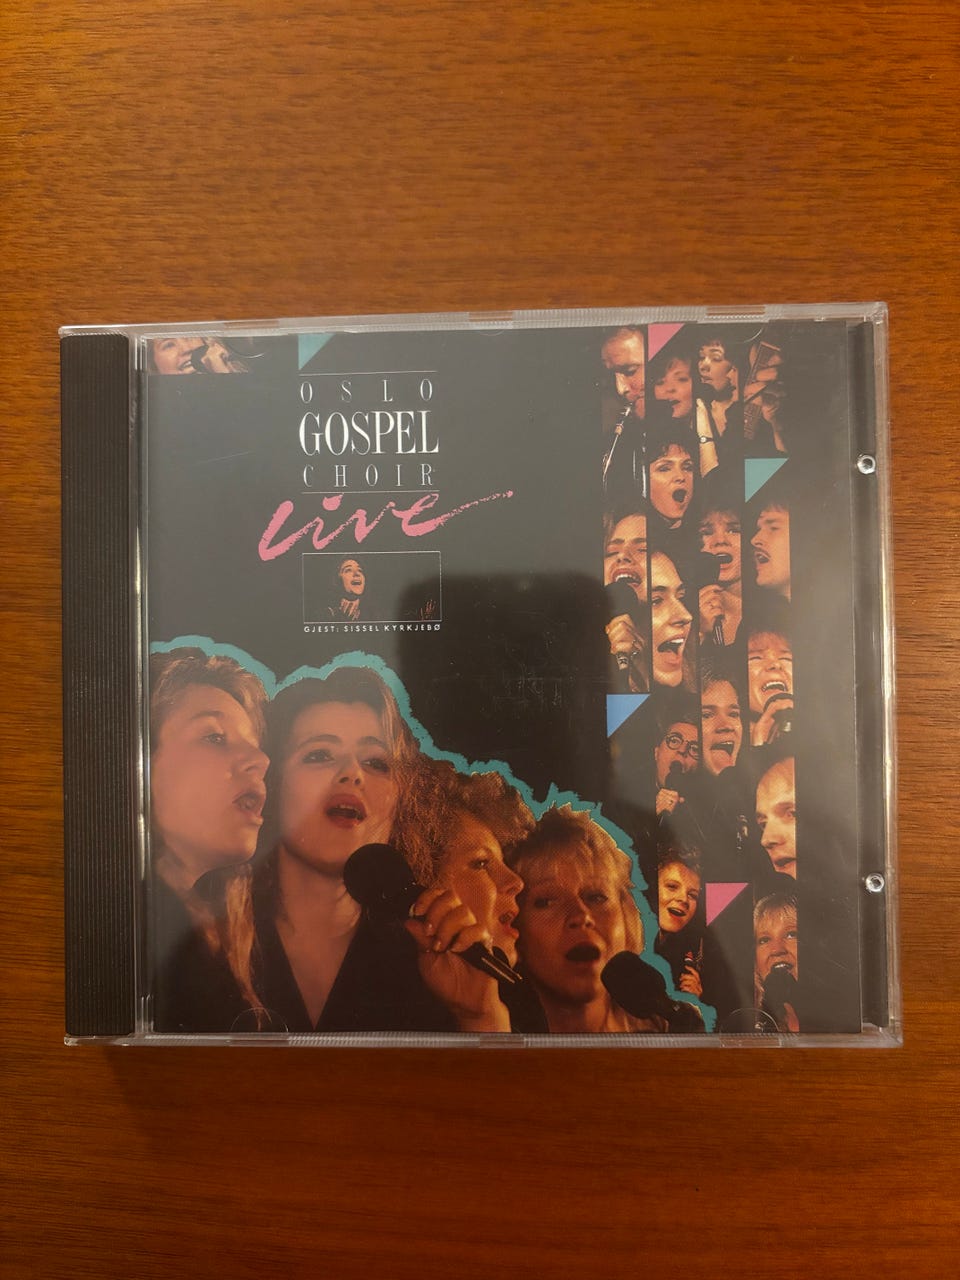 OSLO
GOSPEL
CHOIR
Live
GJEST: SISSEL KYRKJEBØ